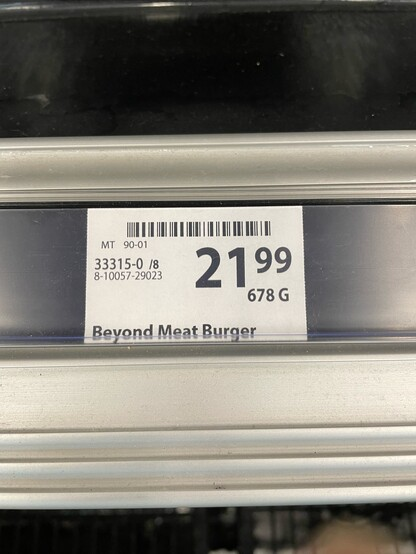 MT 90-01
33315-0 /8
8-10057-29023
21 99
678 G
Beyond Meat Burger